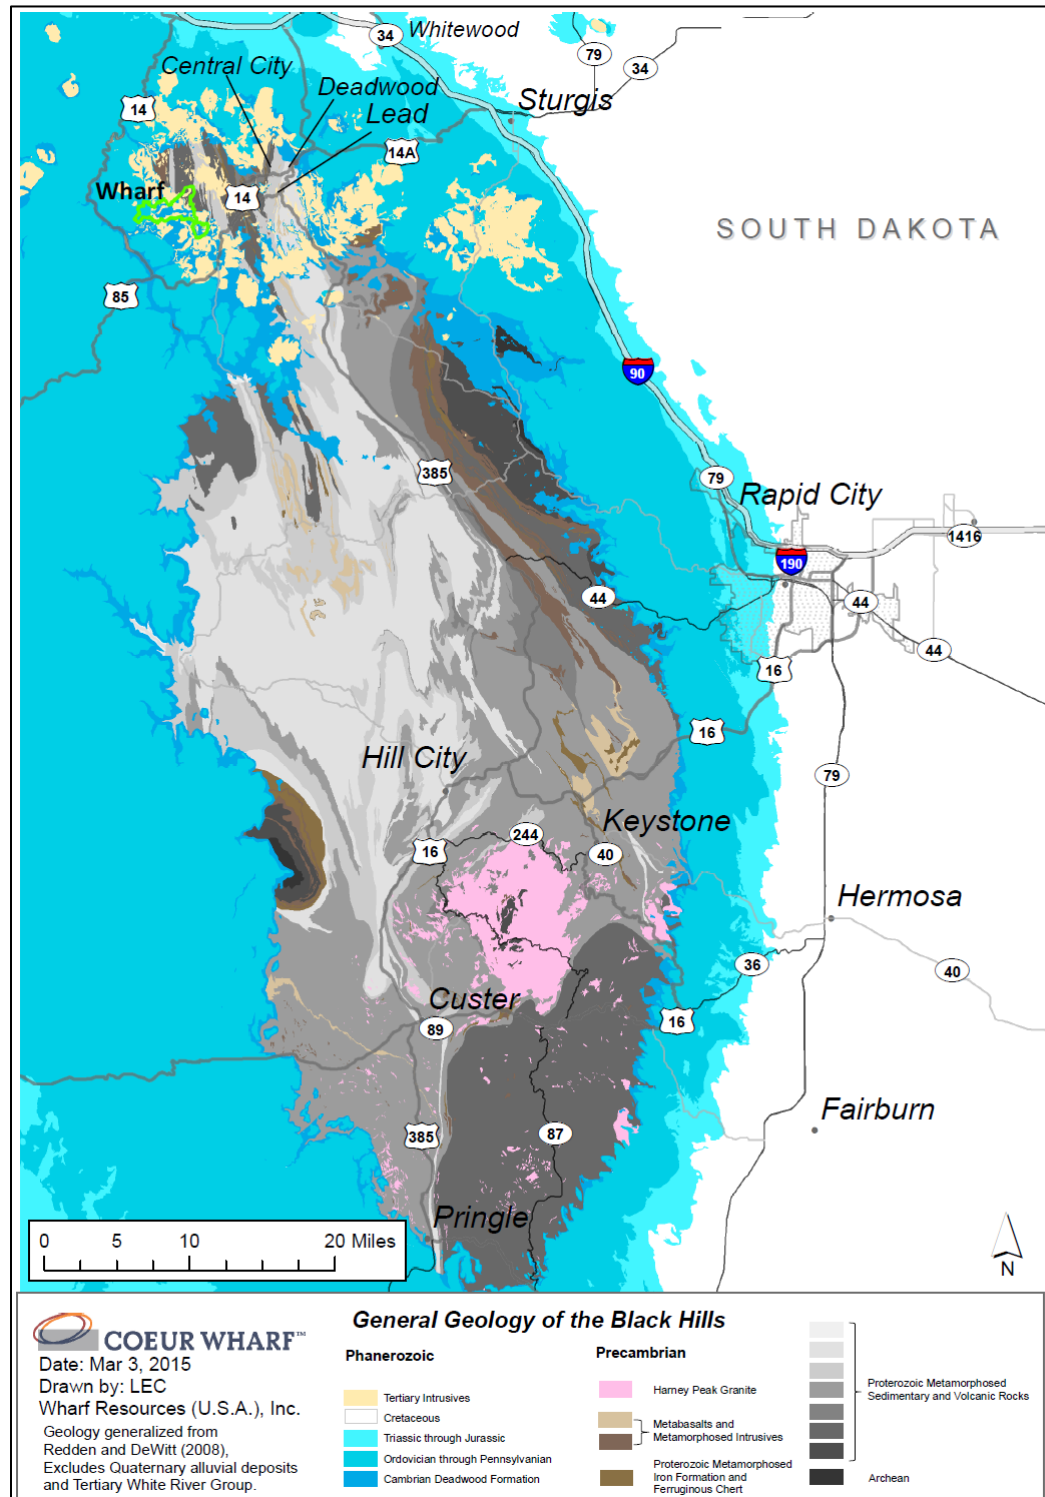 34
Whitewood
79
34
Central City
Deadwood
Sturgis
14
Lead
14A
Wharf
14
SOUTH DAKOTA
85
90
385
79
Rapid City
1416
190
44
44
44
16
16
Hill City
79
Keystone
244
16
40
Hermosa
36
40
Custer
89
16
Fairburn
385
87
Pringle
0 5 10 20 Miles
N
General Geology of the Black Hills
COEUR WHARF™
Date: Mar 3, 2015
Drawn by: LEC
Wharf Resources (U.S.A.), Inc.
Geology generalized from
Redden and DeWitt (2008),
Excludes Quaternary alluvial deposits
and Tertiary White River Group.
Phanerozoic
Tertiary Intrusives
Cretaceous
Triassic through Jurassic
Ordovician through Pennsylvanian
Cambrian Deadwood Formation
Precambrian
Harney Peak Granite
Metabasalts and
Metamorphosed Intrusives
Proterozoic Metamorphosed
Iron Formation and
Ferruginous Chert
Proterozoic Metamorphosed
Sedimentary and Volcanic Rocks
Archean